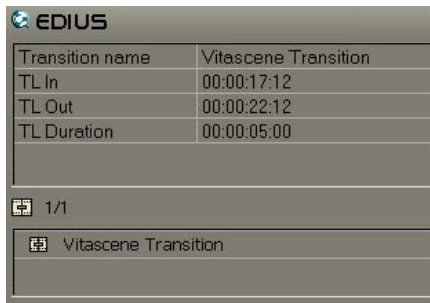 EDIUS
Transition name Vitascene Transition
TL In 00:00:17:12
TL Out 00:00:22:12
TL Duration 00:00:05:00
1/1
Vitascene Transition